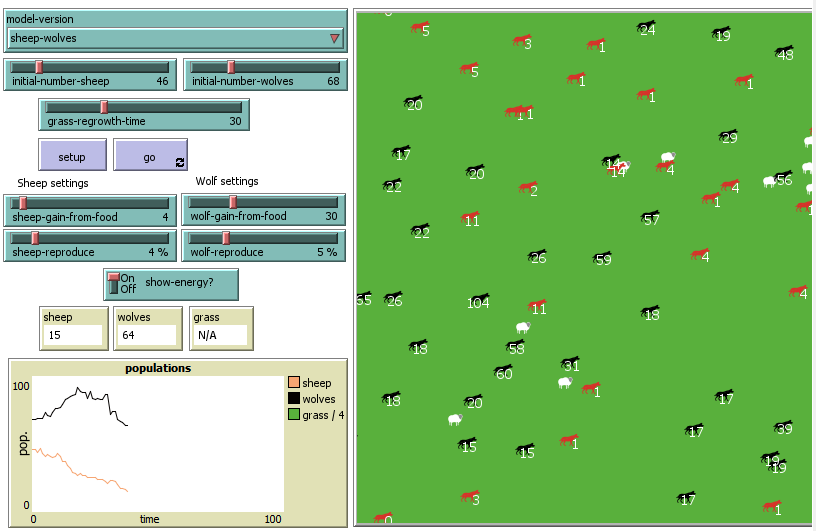 model-version
sheep-wolves
initial-number-sheep 46
initial-number-wolves 68
grass-regrowth-time 30
setup
go
Sheep settings
Wolf settings
sheep-gain-from-food 4
wolf-gain-from-food 30
sheep-reproduce 4 %
wolf-reproduce 5 %
On
Off
show-energy?
sheep
15
wolves
64
grass
N/A
populations
100
pop.
0
0
time
100
sheep
wolves
grass / 4
5
3
1
24
19
48
5
1
1
1
20
1
29
17
14
14
4
20
22
2
4
56
1
1
11
57
22
26
59
4
65
26
104
11
4
18
18
58
31
60
1
18
20
17
15
15
1
17
39
19
19
3
17
1
0